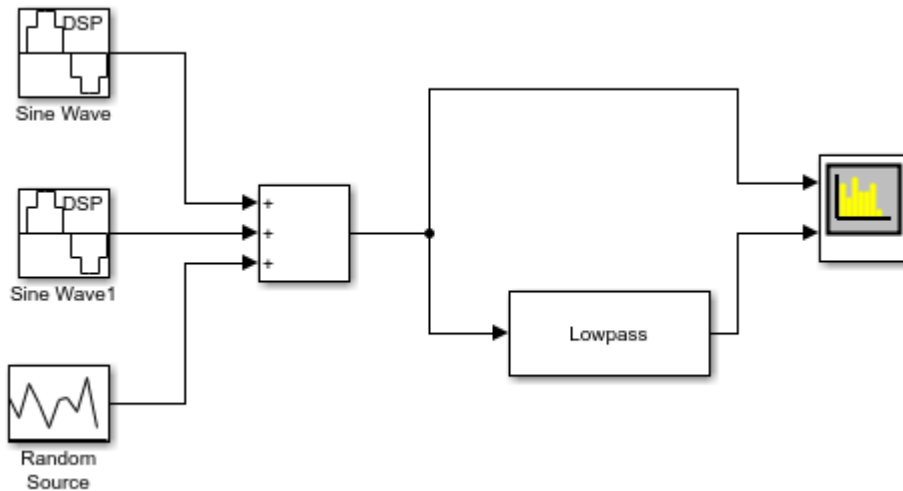 DSP
Sine Wave
DSP
Sine Wave1
+
+
+
Lowpass
Random
Source